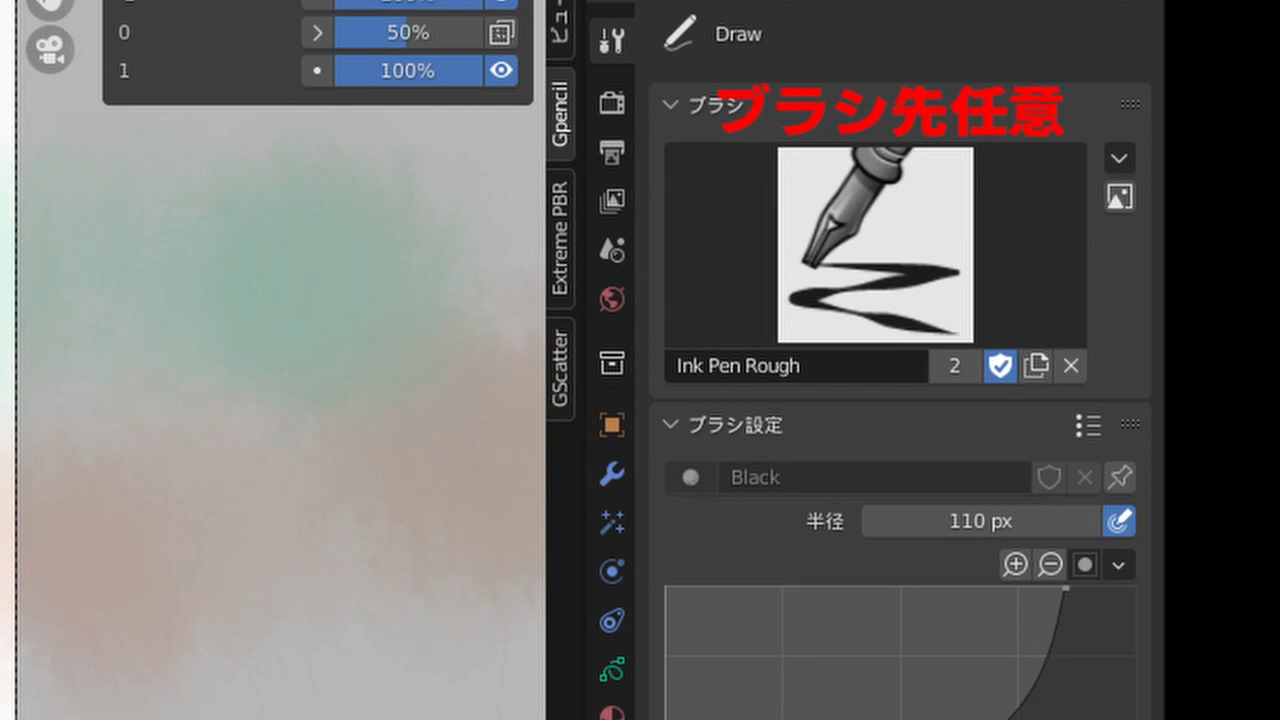 0
50%
1
100%
Gpencil
Extreme PBR
GScatter
Draw
ブラシ
ブラシ先任意
Ink Pen Rough
2
ブラシ設定
Black
半径
110 px